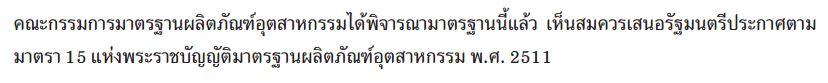 คณะกรรมการมาตรฐานผลิตภัณฑ์อุตสาหกรรมได้พิจารณามาตรฐานนี้แล้ว เห็นสมควรเสนอรัฐมนตรีประกาศตาม
มาตรา 15 แห่งพระราชบัญญัติมาตรฐานผลิตภัณฑ์อุตสาหกรรม พ.ศ. 2511